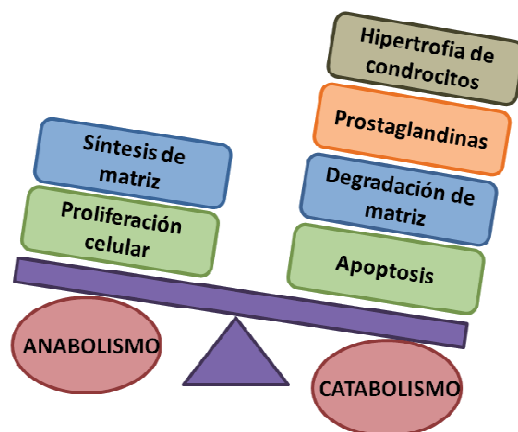 Hipertrofia de
condrocitos
Prostaglandinas
Síntesis de
matriz
Degradación de
matriz
Proliferación
celular
Apoptosis
ANABOLISMO
CATABOLISMO